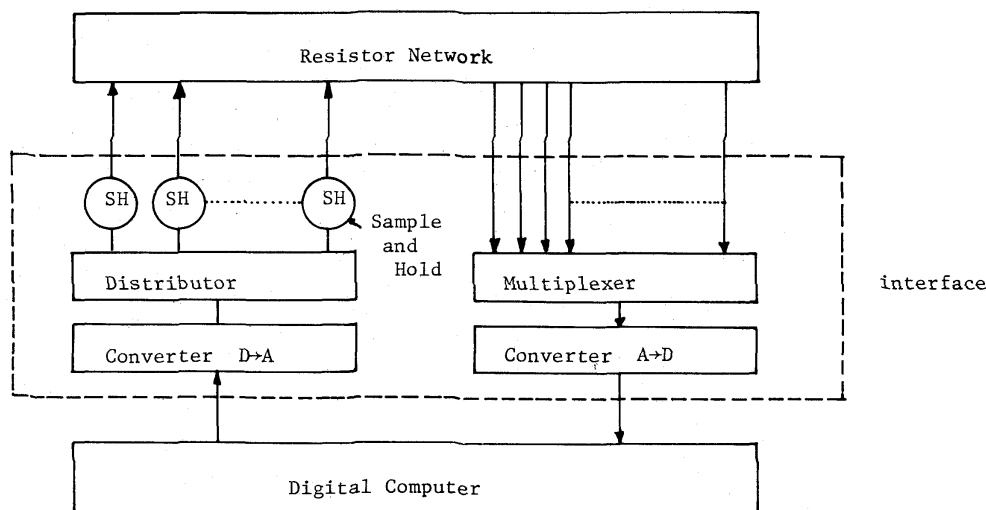 Resistor Network
SH
SH
SH
Sample
and
Hold
Distributor
Multiplexer
interface
Converter D→A
Converter A→D
Digital Computer